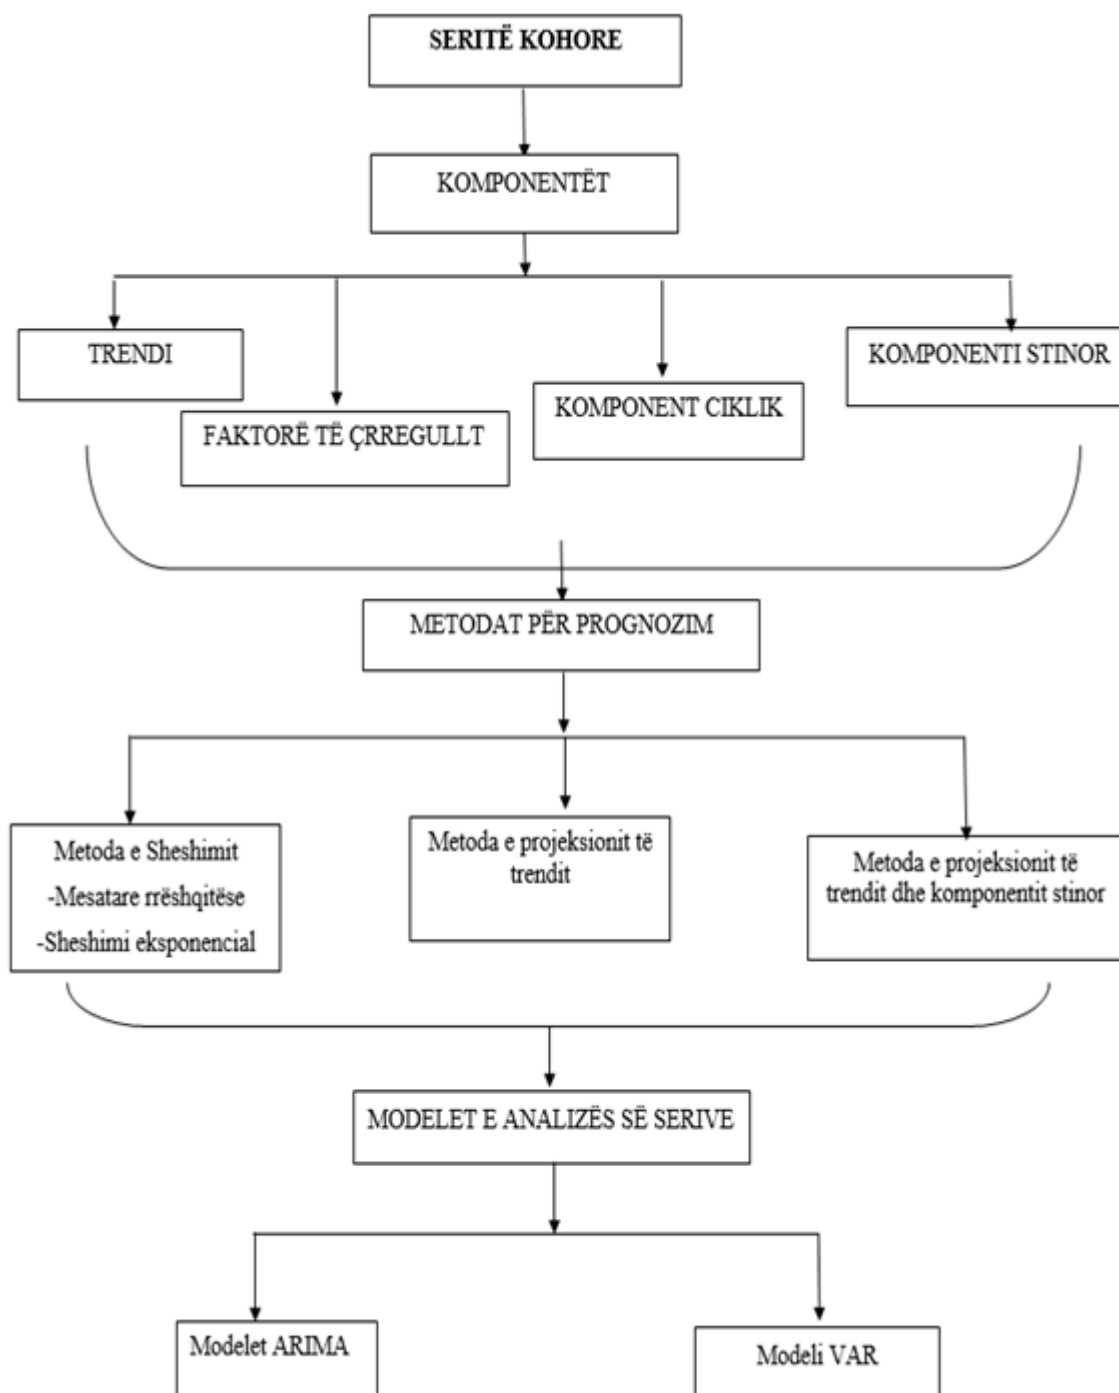 SERITË KOHORE
KOMPONENTËT
TRENDI
FAKTORË TË ÇRREGULLT
KOMPONENT CIKLIK
KOMPONENTI STINOR
METODAT PËR PROGNOZIM
Metoda e Sheshimit
-Mesatare rrëshqitëse
-Sheshimi eksponencial
Metoda e projeksionit të
trendit
Metoda e projeksionit të
trendit dhe komponentit stinor
MODELET E ANALIZËS SË SERIVE
Modelet ARIMA
Modeli VAR